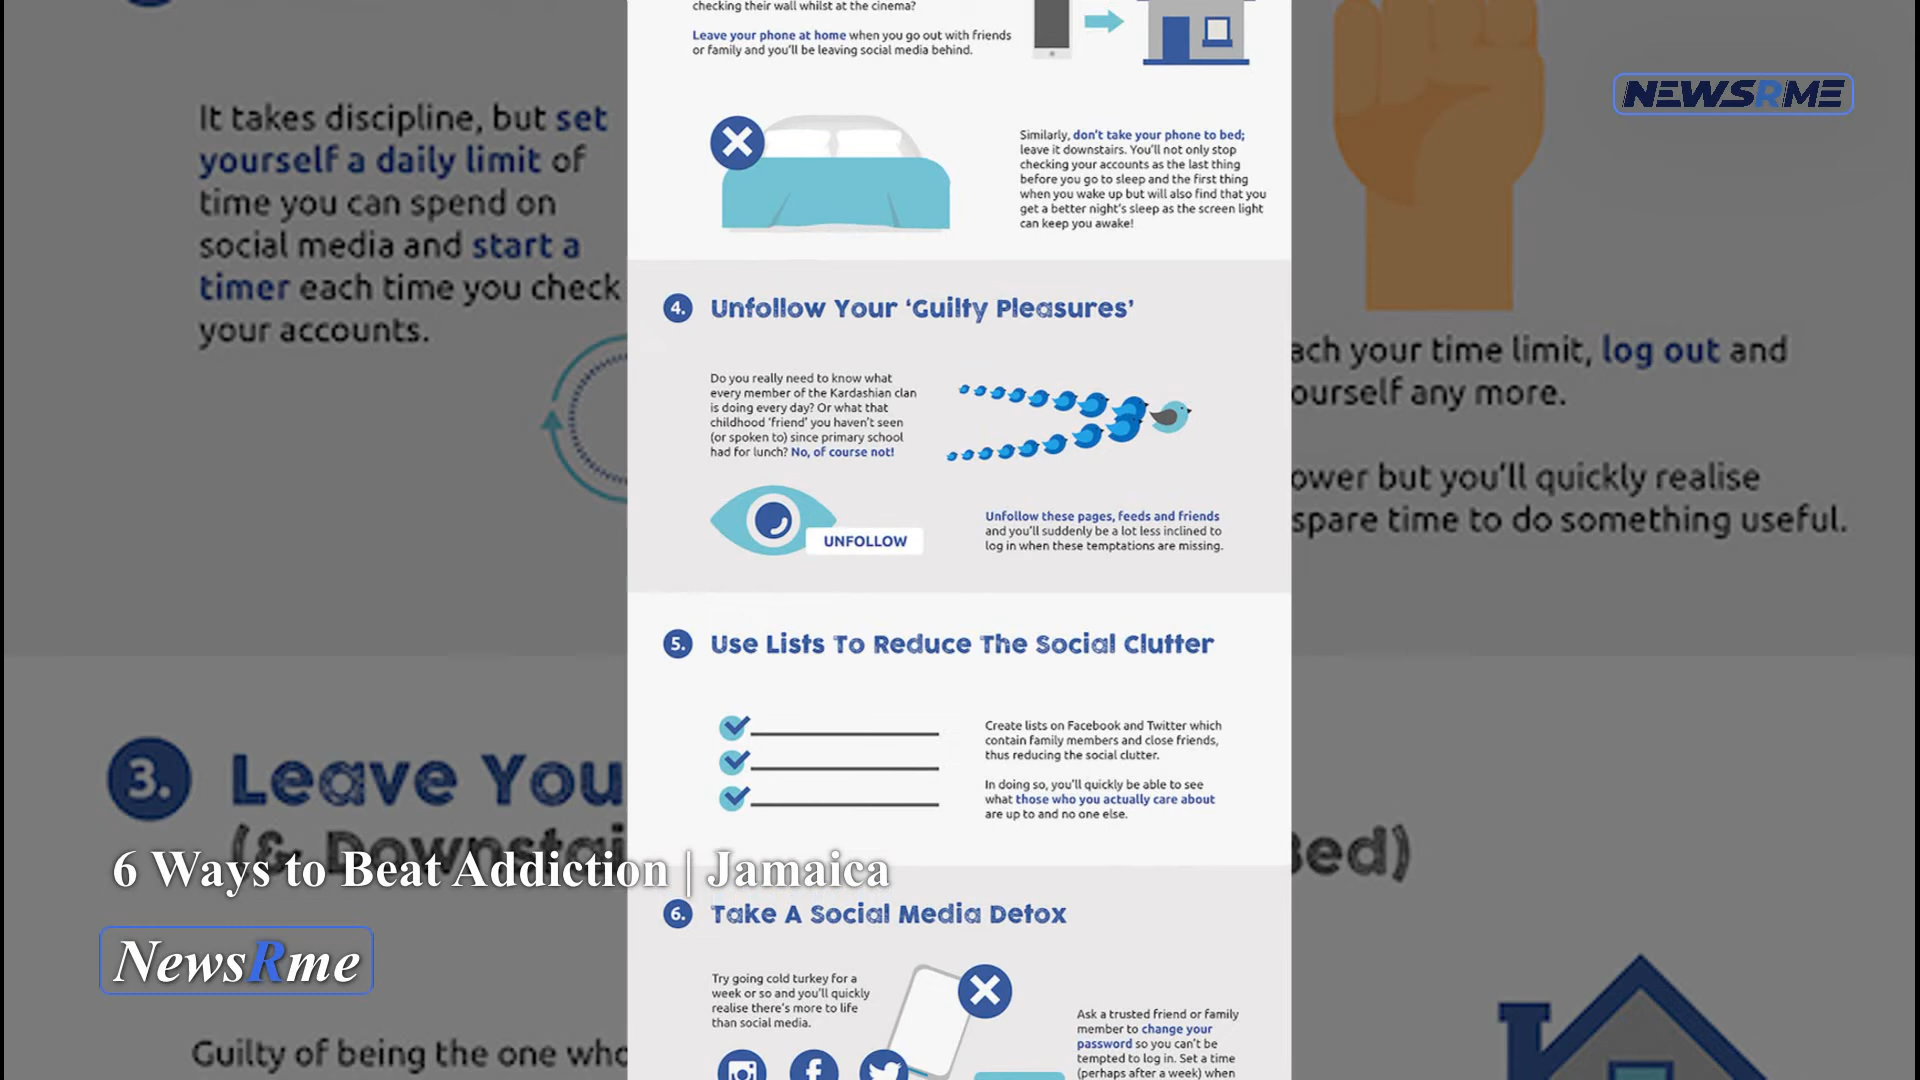 checking their wall whilst at the cinema?
Leave your phone at home when you go out with friends
or family and you'll be leaving social media behind.
NEWSRME
It takes discipline, but set
yourself a daily limit of
time you can spend on
social media and start a
timer each time you check
your accounts.
Similarly, don't take your phone to bed;
leave it downstairs. You'll not only stop
checking your accounts as the last thing
before you go to sleep and the first thing
when you wake up but will also find that you
get a better night's sleep as the screen light
can keep you awake!
4. Unfollow Your ‘Guilty Pleasures’
Do you really need to know what
every member of the Kardashian clan
is doing every day? Or what that
childhood 'friend' you haven't seen
(or spoken to) since primary school
had for lunch? No, of course not!
UNFOLLOW
Unfollow these pages, feeds and friends
and you'll suddenly be a lot less inclined to
log in when these temptations are missing.
ach your time limit, log out and
ourself any more.
ower but you'll quickly realise
spare time to do something useful.
5. Use Lists To Reduce The Social Clutter
Create lists on Facebook and Twitter which
contain family members and close friends,
thus reducing the social clutter.
In doing so, you'll quickly be able to see
what those who you actually care about
are up to and no one else.
3. Leave You
(& Downstai
Bed)
6 Ways to Beat Addiction | Jamaica
NewsRme
6. Take A Social Media Detox
Try going cold turkey for a
week or so and you'll quickly
realise there's more to life
than social media.
Ask a trusted friend or family
member to change your
password so you can't be
tempted to log in. Set a time
(perhaps after a week) when
Guilty of being the one who